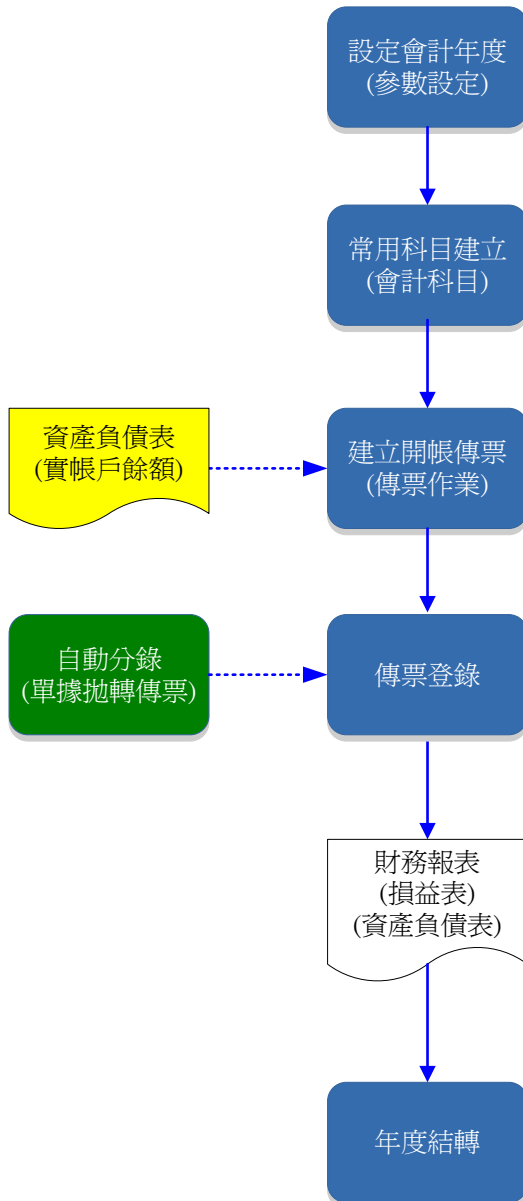 設定會計年度
(參數設定)
常用科目建立
(會計科目)
資產負債表
(實帳戶餘額)
建立開帳傳票
(傳票作業)
自動分錄
(單據拋轉傳票)
傳票登錄
財務報表
(損益表)
(資產負債表)
年度結轉